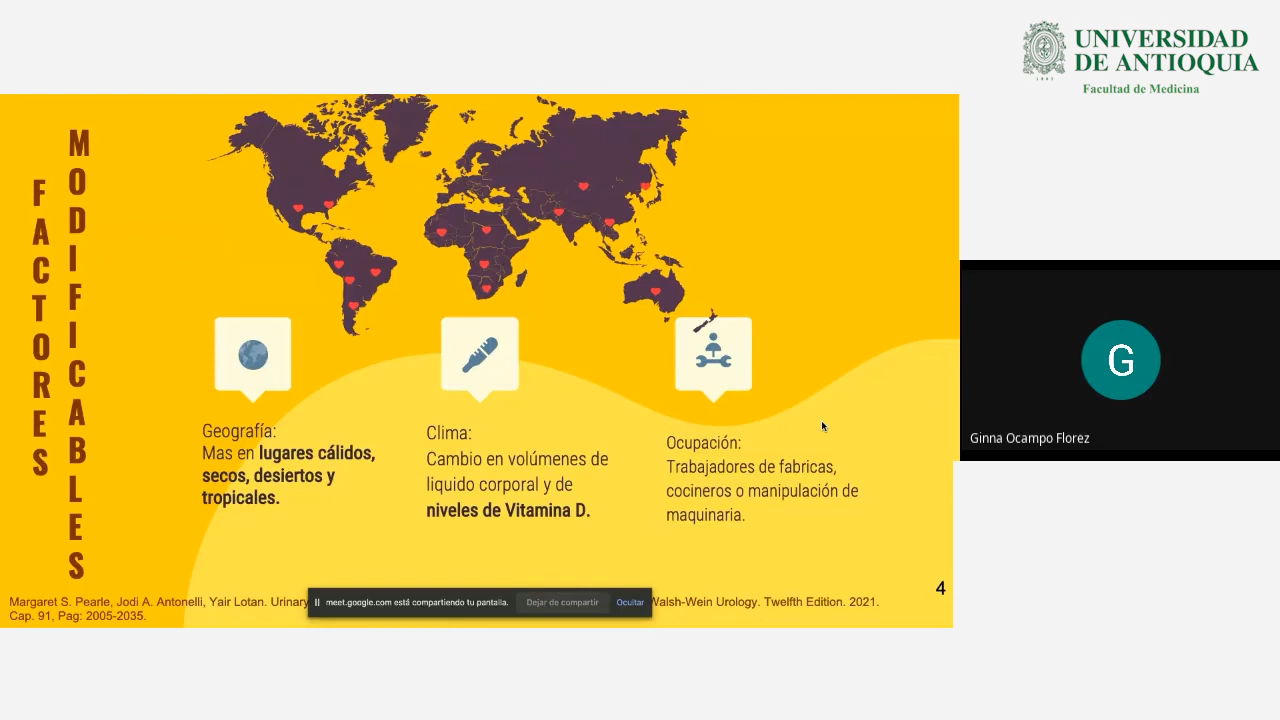 UNIVERSIDAD
DE ANTIOQUIA
Facultad de Medicina
1803
FACTORES
MODIFICABLES
Geografía:
Mas en lugares cálidos,
secos, desiertos y
tropicales.
Clima:
Cambio en volúmenes de
liquido corporal y de
niveles de Vitamina D.
Ocupación:
Trabajadores de fabricas,
cocineros o manipulación de
maquinaria.
G
Ginna Ocampo Florez
4
Margaret S. Pearle, Jodi A. Antonelli, Yair Lotan. Urinary
Walsh-Wein Urology. Twelfth Edition. 2021.
Cap. 91, Pag: 2005-2035.
meet.google.com está compartiendo tu pantalla.
Dejar de compartir
Ocultar